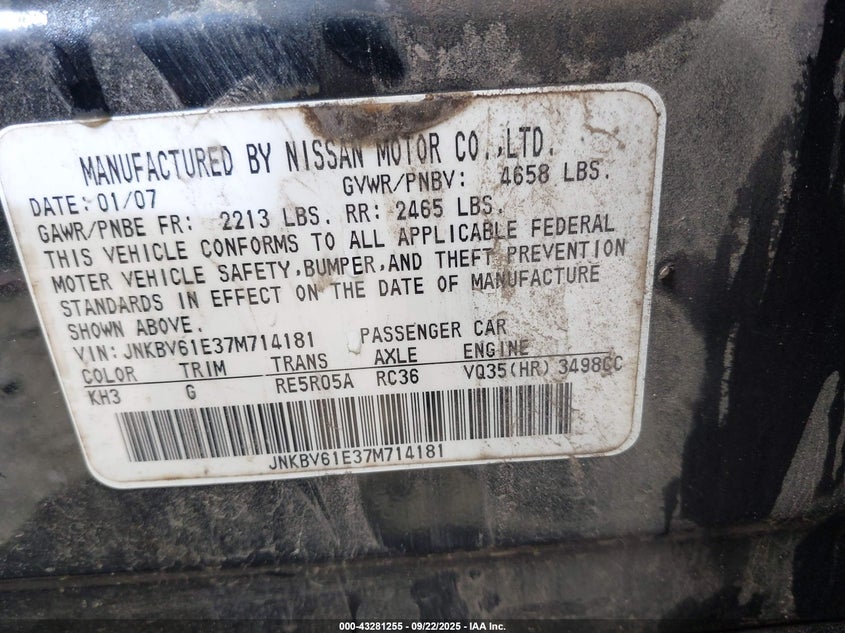 MANUFACTURED BY NISSAN MOTOR CO.,LTD.
DATE: 01/07 GVWR/PNBV: 4658 LBS.
GAWR/PNBE FR: 2213 LBS. RR: 2465 LBS.
THIS VEHICLE CONFORMS TO ALL APPLICABLE FEDERAL
MOTER VEHICLE SAFETY,BUMPER,AND THEFT PREVENTION
STANDARDS IN EFFECT ON THE DATE OF MANUFACTURE
SHOWN ABOVE.
VIN: JNKBV61E37M714181 PASSENGER CAR
COLOR TRIM TRANS AXLE ENGINE
KH3 G RE5R05A RC36 VQ35(HR) 3498CC
JNKBV61E37M714181
000-43281255 - 09/22/2025 - IAA Inc.